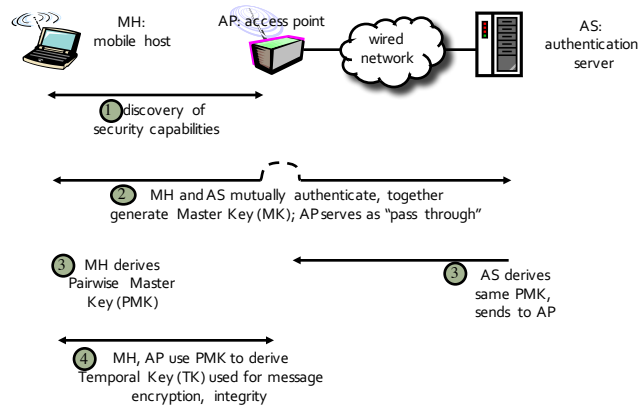 MH:
mobile host
AP: access point
wired
network
AS:
authentication
server
1 discovery of
security capabilities
2 MH and AS mutually authenticate, together
generate Master Key (MK); AP serves as “pass through”
3 MH derives
Pairwise Master
Key (PMK)
3 AS derives
same PMK,
sends to AP
4 MH, AP use PMK to derive
Temporal Key (TK) used for message
encryption, integrity